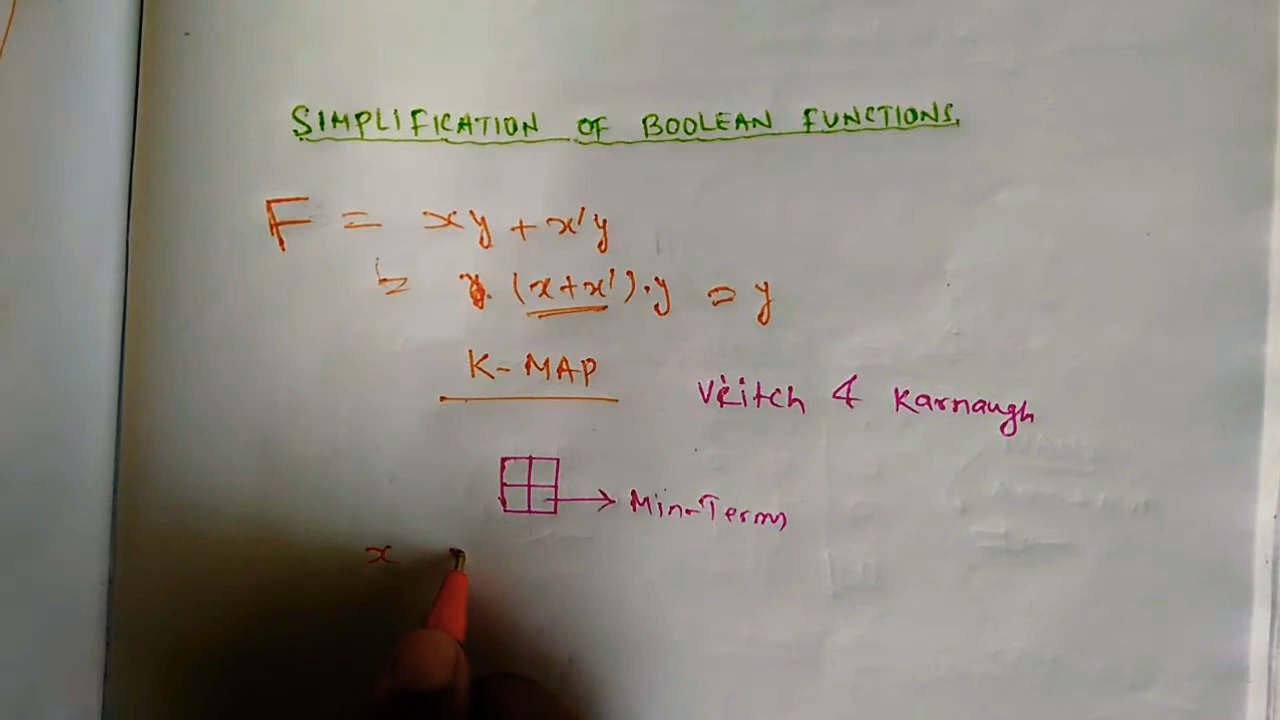 SIMPLIFICATION OF BOOLEAN FUNCTIONS.
F = xy + x'y
= (x+x').y = y
K-MAP
Veitch & Karnaugh
Min-Term
x